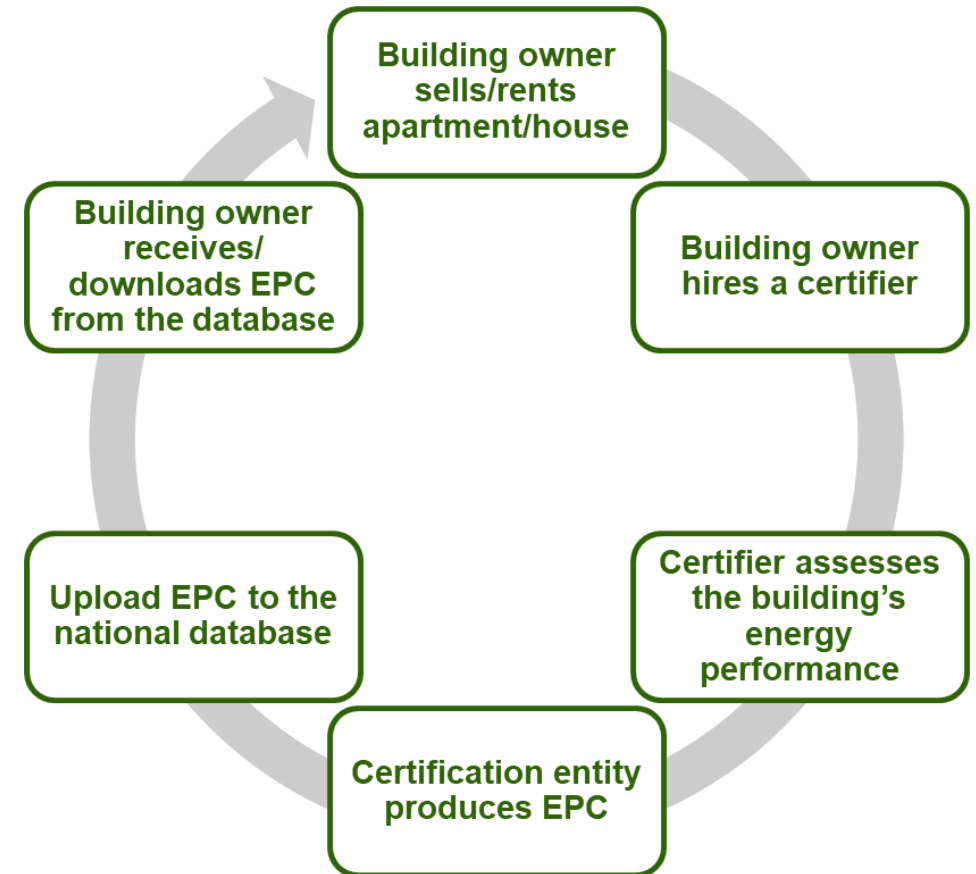 Building owner
sells/rents
apartment/house
Building owner
hires a certifier
Certifier assesses
the building’s
energy
performance
Certification entity
produces EPC
Upload EPC to the
national database
Building owner
receives/
downloads EPC
from the database